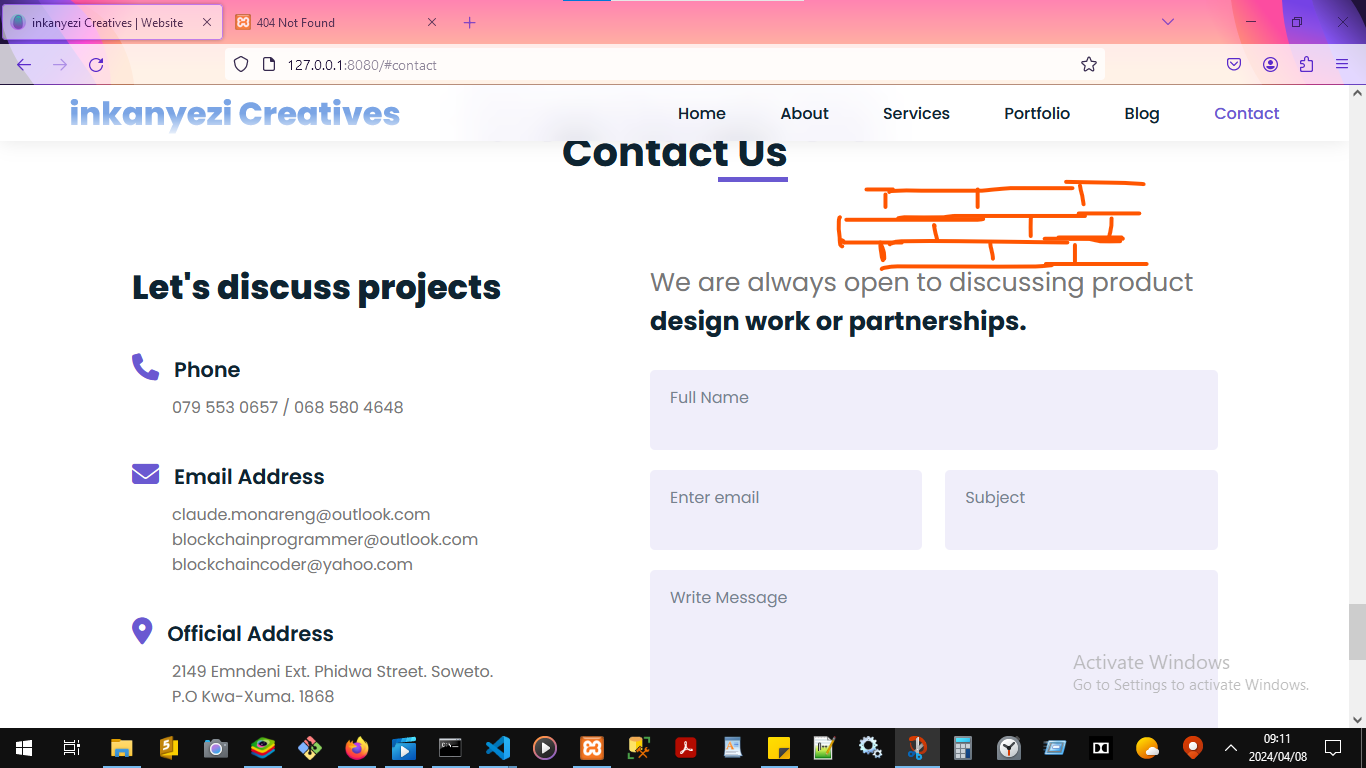 inkanyezi Creatives | Website
404 Not Found
127.0.0.1:8080/#contact
inkanyezi Creatives
Home
About
Services
Portfolio
Blog
Contact
Contact Us
Let's discuss projects
We are always open to discussing product
design work or partnerships.
Phone
079 553 0657 / 068 580 4648
Email Address
claude.monareng@outlook.com
blockchainprogrammer@outlook.com
blockchaincoder@yahoo.com
Official Address
2149 Emndeni Ext. Phidwa Street. Soweto.
P.O Kwa-Xuma. 1868
Full Name
Enter email
Subject
Write Message
Activate Windows
Go to Settings to activate Windows.
09:11
2024/04/08